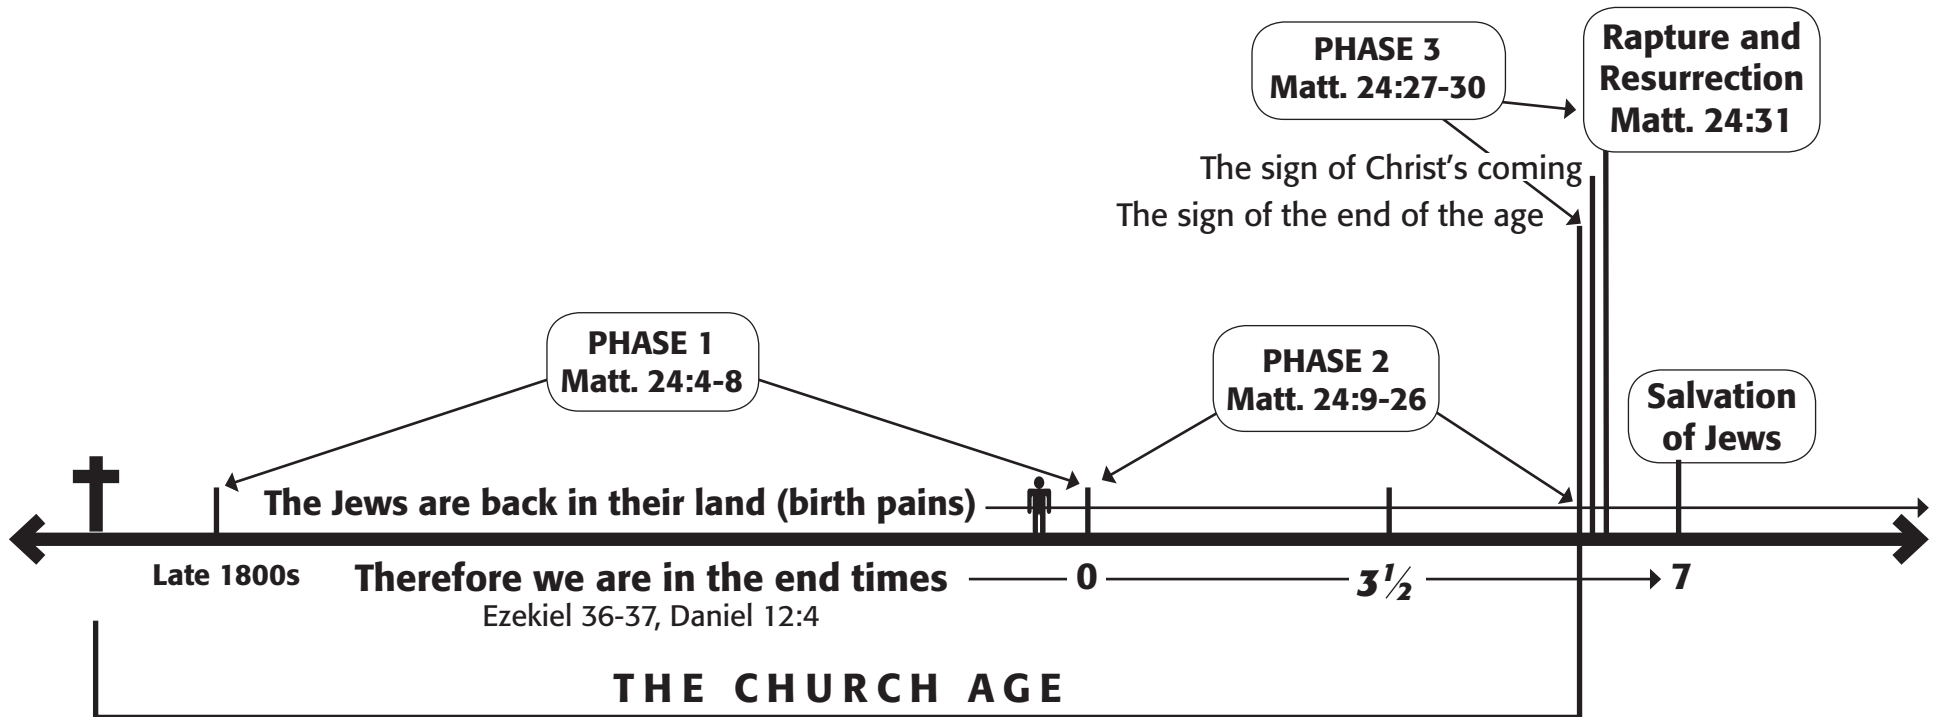 PHASE 3
Matt. 24:27-30
Rapture and
Resurrection
Matt. 24:31
The sign of Christ’s coming
The sign of the end of the age
PHASE 1
Matt. 24:4-8
PHASE 2
Matt. 24:9-26
Salvation
of Jews
The Jews are back in their land (birth pains)
Late 1800s
Therefore we are in the end times
0
3 ½
7
Ezekiel 36-37, Daniel 12:4
THE CHURCH AGE